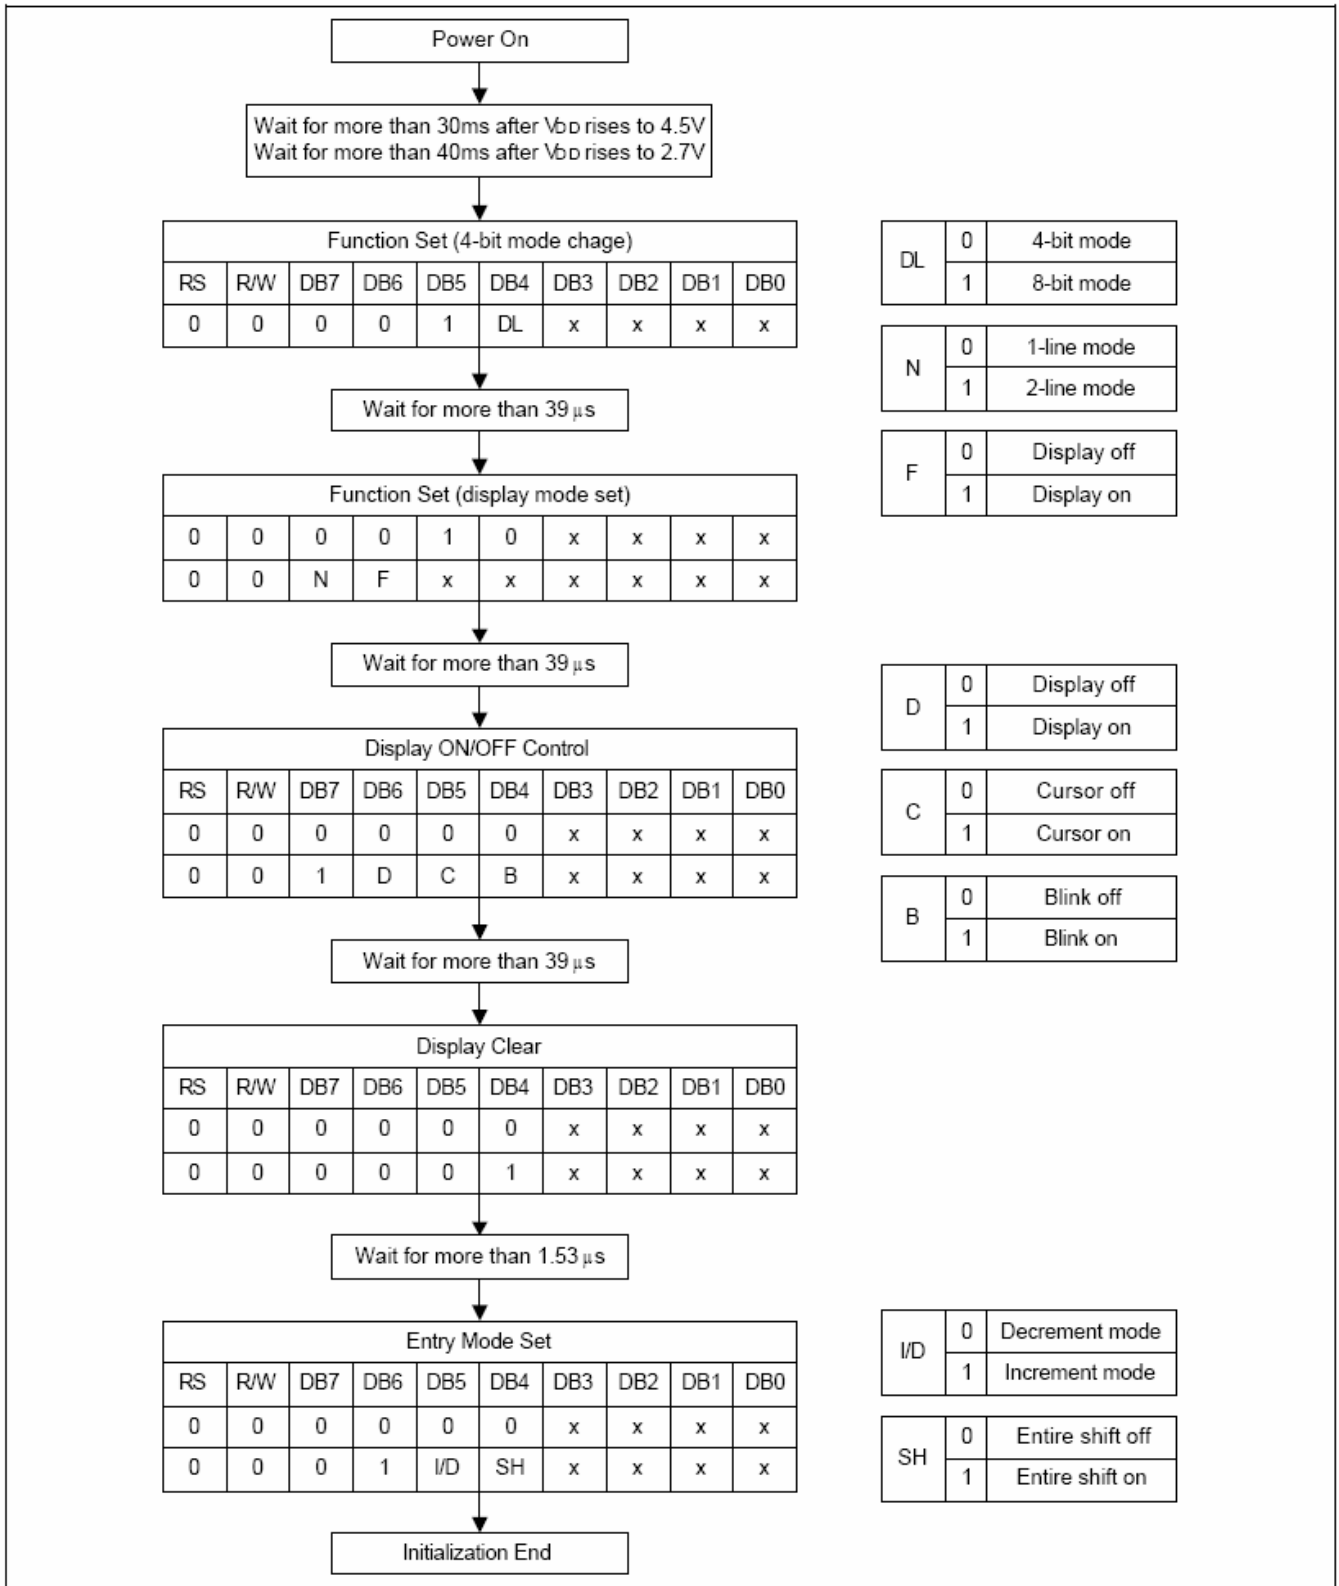 Power On
Wait for more than 30ms after VDD rises to 4.5V
Wait for more than 40ms after VDD rises to 2.7V
Function Set (4-bit mode chage)
RS R/W DB7 DB6 DB5 DB4 DB3 DB2 DB1 DB0
0 0 0 0 1 DL x x x x
DL
0 4-bit mode
1 8-bit mode
N
0 1-line mode
1 2-line mode
F
0 Display off
1 Display on
Wait for more than 39 μs
Function Set (display mode set)
0 0 0 0 1 0 x x x x
0 0 N F x x x x x x
Wait for more than 39 μs
Display ON/OFF Control
RS R/W DB7 DB6 DB5 DB4 DB3 DB2 DB1 DB0
0 0 0 0 0 0 x x x x
0 0 1 D C B x x x x
D
0 Display off
1 Display on
C
0 Cursor off
1 Cursor on
B
0 Blink off
1 Blink on
Wait for more than 39 μs
Display Clear
RS R/W DB7 DB6 DB5 DB4 DB3 DB2 DB1 DB0
0 0 0 0 0 0 x x x x
0 0 0 0 0 1 x x x x
Wait for more than 1.53 μs
Entry Mode Set
RS R/W DB7 DB6 DB5 DB4 DB3 DB2 DB1 DB0
0 0 0 0 0 0 x x x x
0 0 0 1 I/D SH x x x x
I/D
0 Decrement mode
1 Increment mode
SH
0 Entire shift off
1 Entire shift on
Initialization End